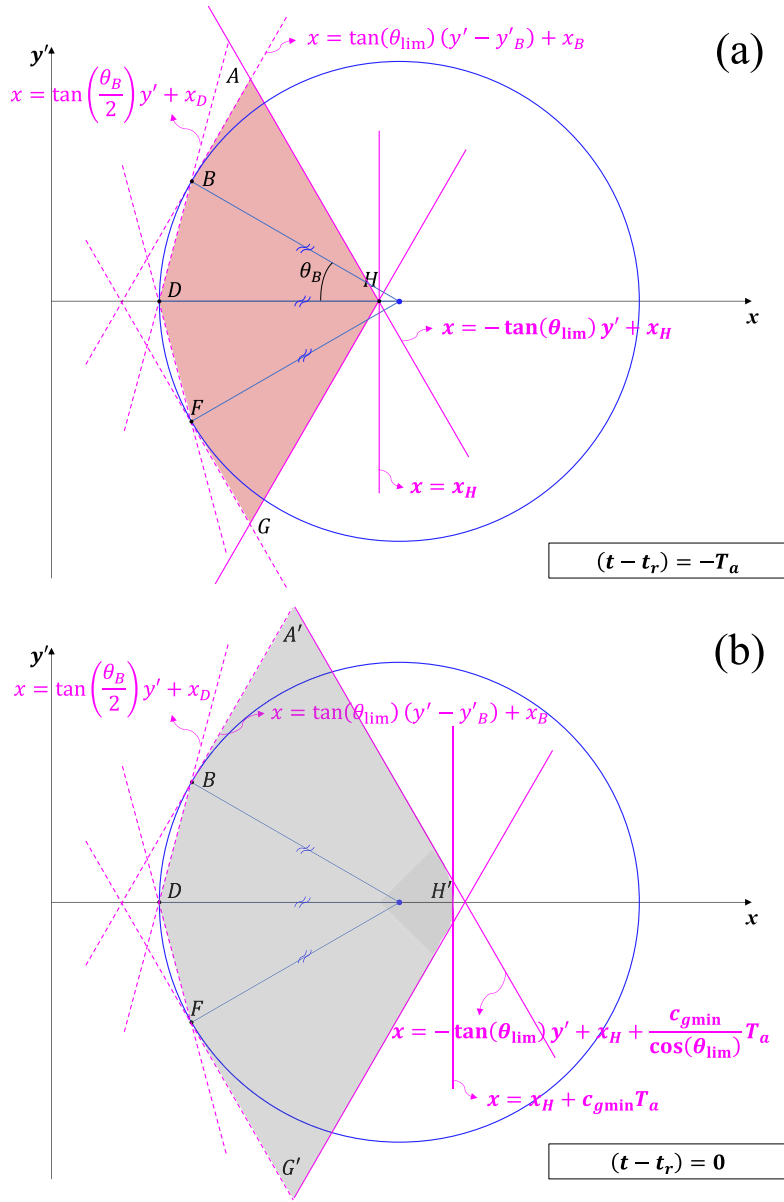 (a)
y′
x = tan(θ_lim) (y′ − y′_B) + x_B
A
x = tan(θ_B/2) y′ + x_D
B
θ_B
H
D
x
x = −tan(θ_lim) y′ + x_H
F
x = x_H
G
(t − t_r) = −T_a
(b)
y′
A′
x = tan(θ_B/2) y′ + x_D
x = tan(θ_lim) (y′ − y′_B) + x_B
B
D
H′
x
F
x = −tan(θ_lim) y′ + x_H + c_gmin/cos(θ_lim) T_a
x = x_H + c_gmin T_a
G′
(t − t_r) = 0